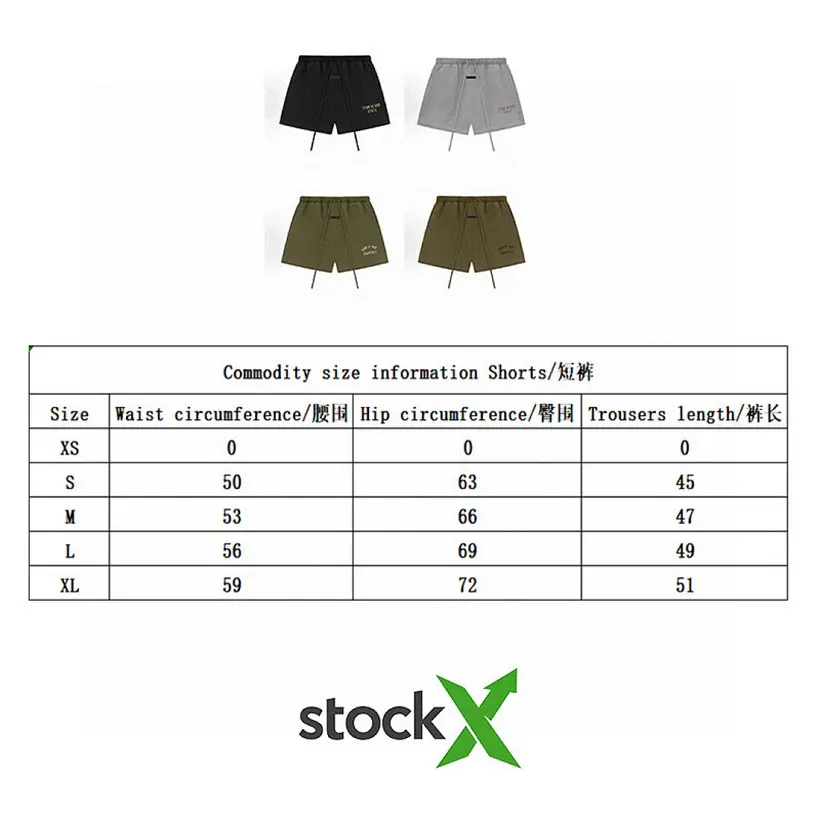 Commodity size information Shorts/短裤
Size Waist circumference/腰围 Hip circumference/臀围 Trousers length/裤长
XS 0 0 0
S 50 63 45
M 53 66 47
L 56 69 49
XL 59 72 51
stockX